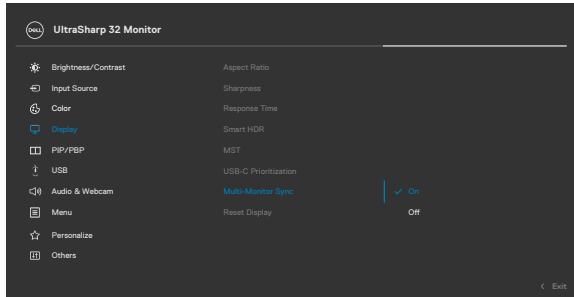 DELL UltraSharp 32 Monitor
Brightness/Contrast Aspect Ratio
Input Source Sharpness
Color Response Time
Display Smart HDR
PIP/PBP MST
USB USB-C Prioritization
Audio & Webcam Multi-Monitor Sync On
Menu Reset Display Off
Personalize
Others
Exit